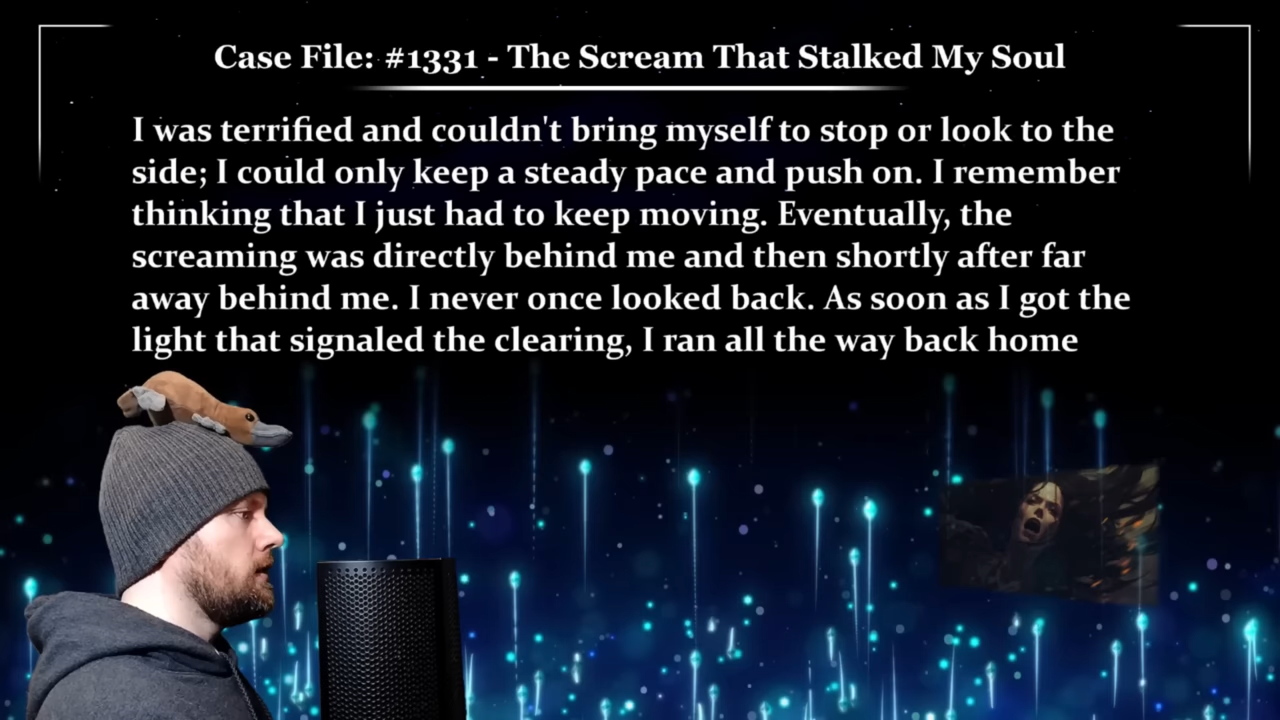 Case File: #1331 - The Scream That Stalked My Soul
I was terrified and couldn't bring myself to stop or look to the
side; I could only keep a steady pace and push on. I remember
thinking that I just had to keep moving. Eventually, the
screaming was directly behind me and then shortly after far
away behind me. I never once looked back. As soon as I got the
light that signaled the clearing, I ran all the way back home